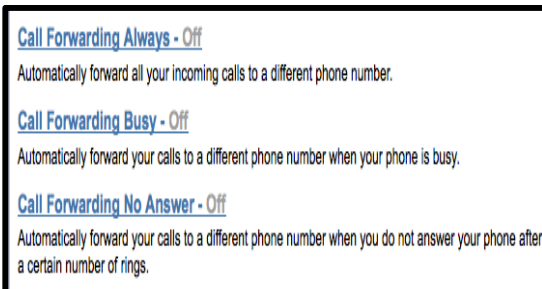 Call Forwarding Always - Off
Automatically forward all your incoming calls to a different phone number.
Call Forwarding Busy - Off
Automatically forward your calls to a different phone number when your phone is busy.
Call Forwarding No Answer - Off
Automatically forward your calls to a different phone number when you do not answer your phone after
a certain number of rings.